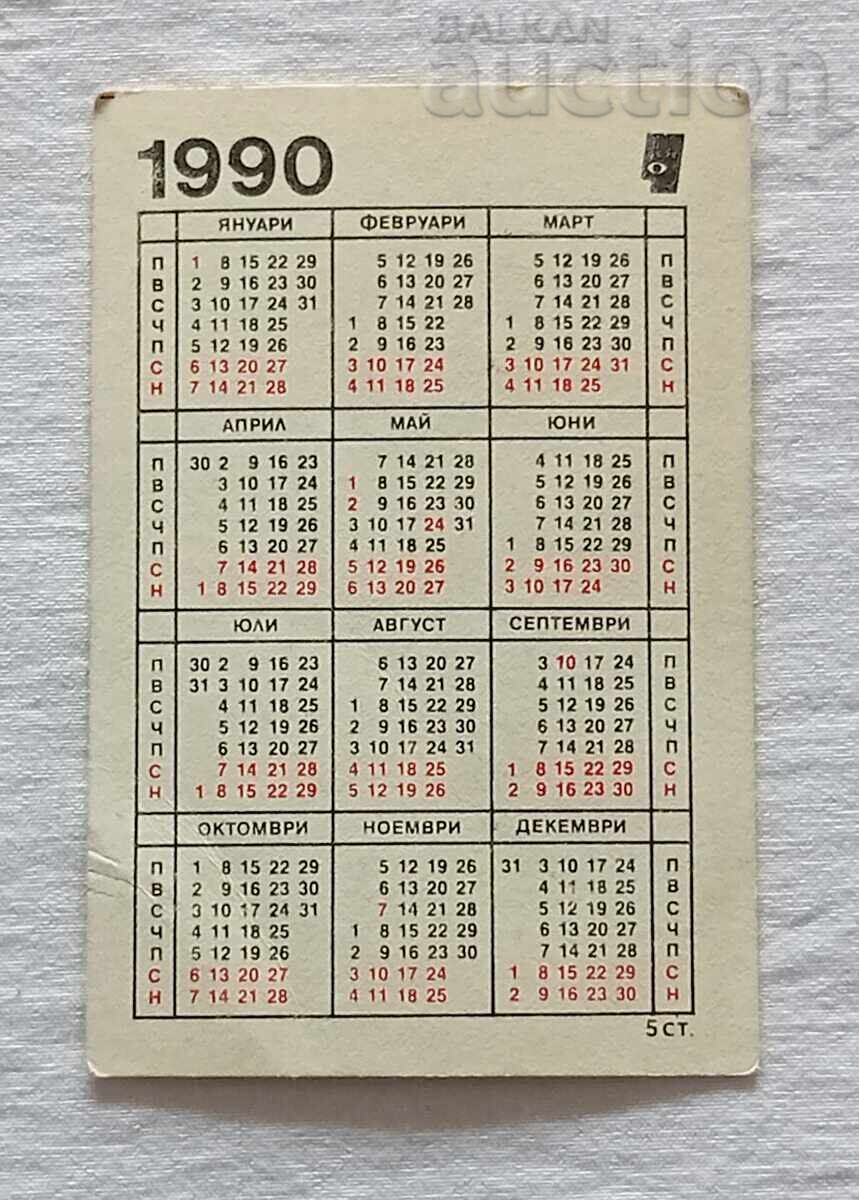 BALKAN
auction
1990
ЯНУАРИ ФЕВРУАРИ МАРТ
П 1 8 15 22 29 5 12 19 26 5 12 19 26 П
В 2 9 16 23 30 6 13 20 27 6 13 20 27 В
С 3 10 17 24 31 7 14 21 28 7 14 21 28 С
Ч 4 11 18 25 1 8 15 22 1 8 15 22 29 Ч
П 5 12 19 26 2 9 16 23 2 9 16 23 30 П
С 6 13 20 27 3 10 17 24 3 10 17 24 31 С
Н 7 14 21 28 4 11 18 25 4 11 18 25 Н
АПРИЛ МАЙ ЮНИ
П 30 2 9 16 23 7 14 21 28 4 11 18 25 П
В 3 10 17 24 1 8 15 22 29 5 12 19 26 В
С 4 11 18 25 2 9 16 23 30 6 13 20 27 С
Ч 5 12 19 26 3 10 17 24 31 7 14 21 28 Ч
П 6 13 20 27 4 11 18 25 1 8 15 22 29 П
С 7 14 21 28 5 12 19 26 2 9 16 23 30 С
Н 1 8 15 22 29 6 13 20 27 3 10 17 24 Н
ЮЛИ АВГУСТ СЕПТЕМВРИ
П 30 2 9 16 23 6 13 20 27 3 10 17 24 П
В 31 3 10 17 24 7 14 21 28 4 11 18 25 В
С 4 11 18 25 1 8 15 22 29 5 12 19 26 С
Ч 5 12 19 26 2 9 16 23 30 6 13 20 27 Ч
П 6 13 20 27 3 10 17 24 31 7 14 21 28 П
С 7 14 21 28 4 11 18 25 1 8 15 22 29 С
Н 1 8 15 22 29 5 12 19 26 2 9 16 23 30 Н
ОКТОМВРИ НОЕМВРИ ДЕКЕМВРИ
П 1 8 15 22 29 5 12 19 26 31 3 10 17 24 П
В 2 9 16 23 30 6 13 20 27 4 11 18 25 В
С 3 10 17 24 31 7 14 21 28 5 12 19 26 С
Ч 4 11 18 25 1 8 15 22 29 6 13 20 27 Ч
П 5 12 19 26 2 9 16 23 30 7 14 21 28 П
С 6 13 20 27 3 10 17 24 1 8 15 22 29 С
Н 7 14 21 28 4 11 18 25 2 9 16 23 30 Н
5 СТ.